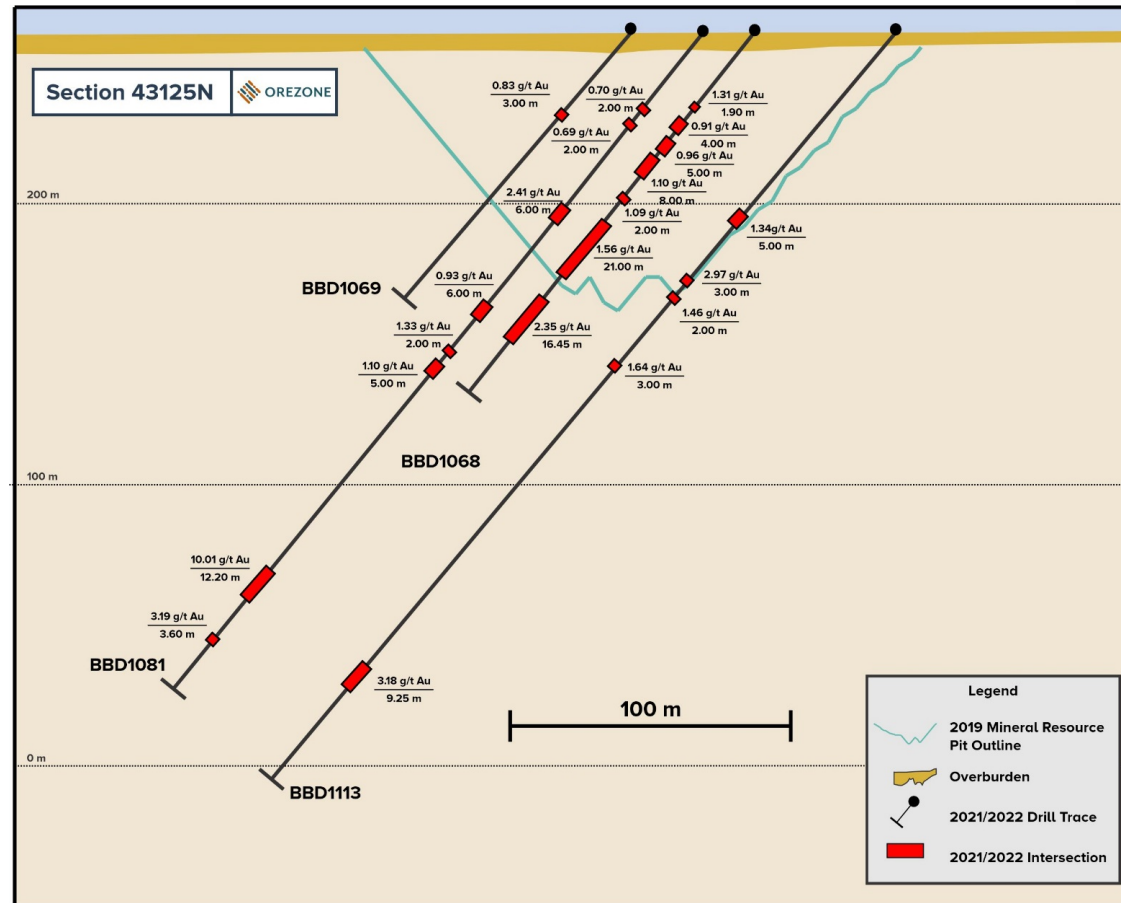 Section 43125N
OREZONE
0.83 g/t Au
3.00 m
0.70 g/t Au
2.00 m
0.69 g/t Au
2.00 m
1.31 g/t Au
1.90 m
0.91 g/t Au
4.00 m
0.96 g/t Au
5.00 m
1.10 g/t Au
8.00 m
200 m
2.41 g/t Au
6.00 m
1.09 g/t Au
2.00 m
1.34g/t Au
5.00 m
1.56 g/t Au
21.00 m
BBD1069
0.93 g/t Au
6.00 m
2.97 g/t Au
3.00 m
1.46 g/t Au
2.00 m
1.33 g/t Au
2.00 m
2.35 g/t Au
16.45 m
1.10 g/t Au
5.00 m
1.64 g/t Au
3.00 m
BBD1068
100 m
10.01 g/t Au
12.20 m
3.19 g/t Au
3.60 m
BBD1081
3.18 g/t Au
9.25 m
100 m
0 m
BBD1113
Legend
2019 Mineral Resource
Pit Outline
Overburden
2021/2022 Drill Trace
2021/2022 Intersection